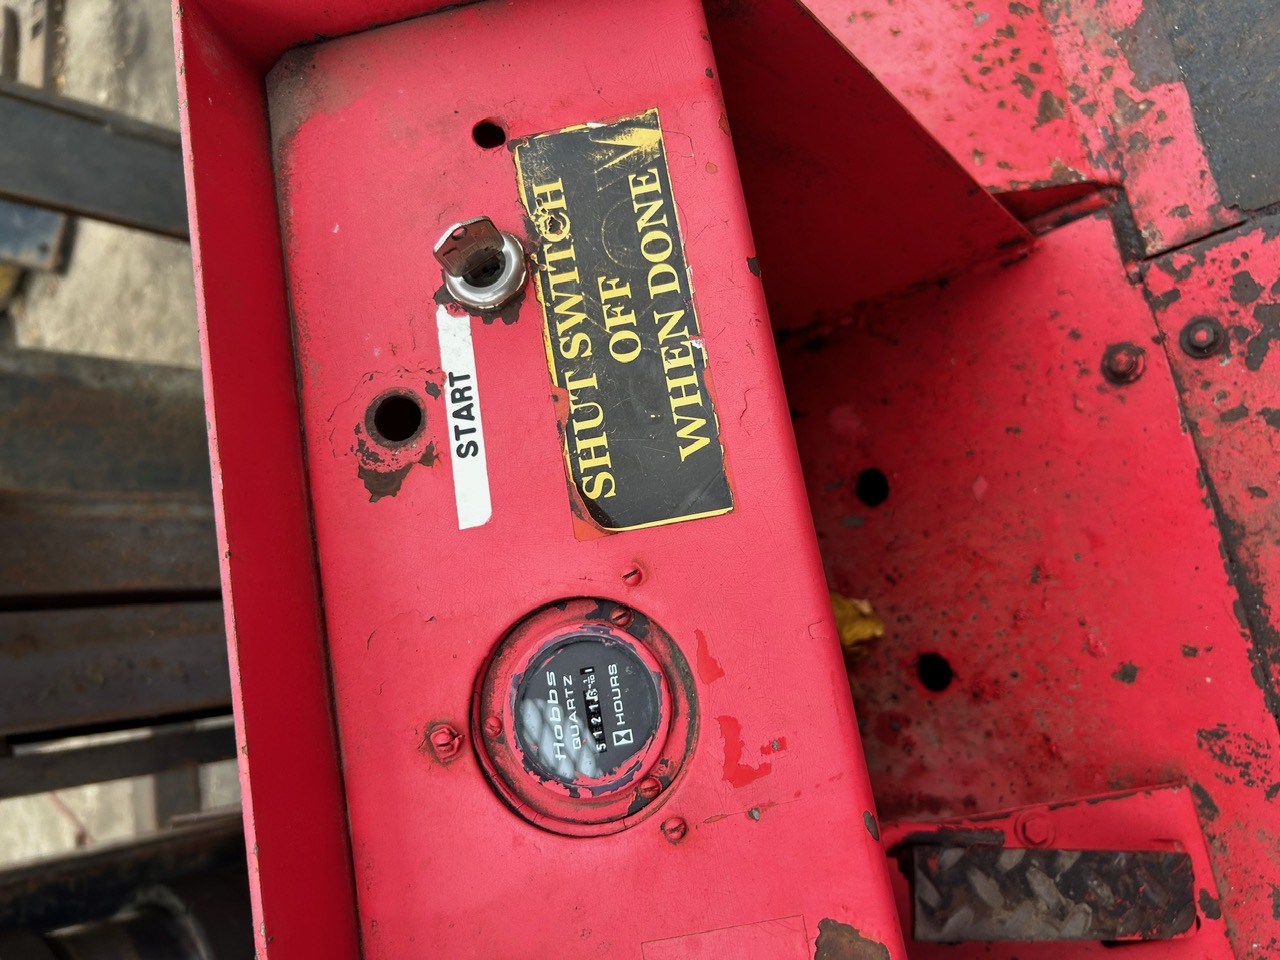 SHUT SWITCH
OFF
WHEN DONE
START
Hobbs
QUARTZ
HOURS